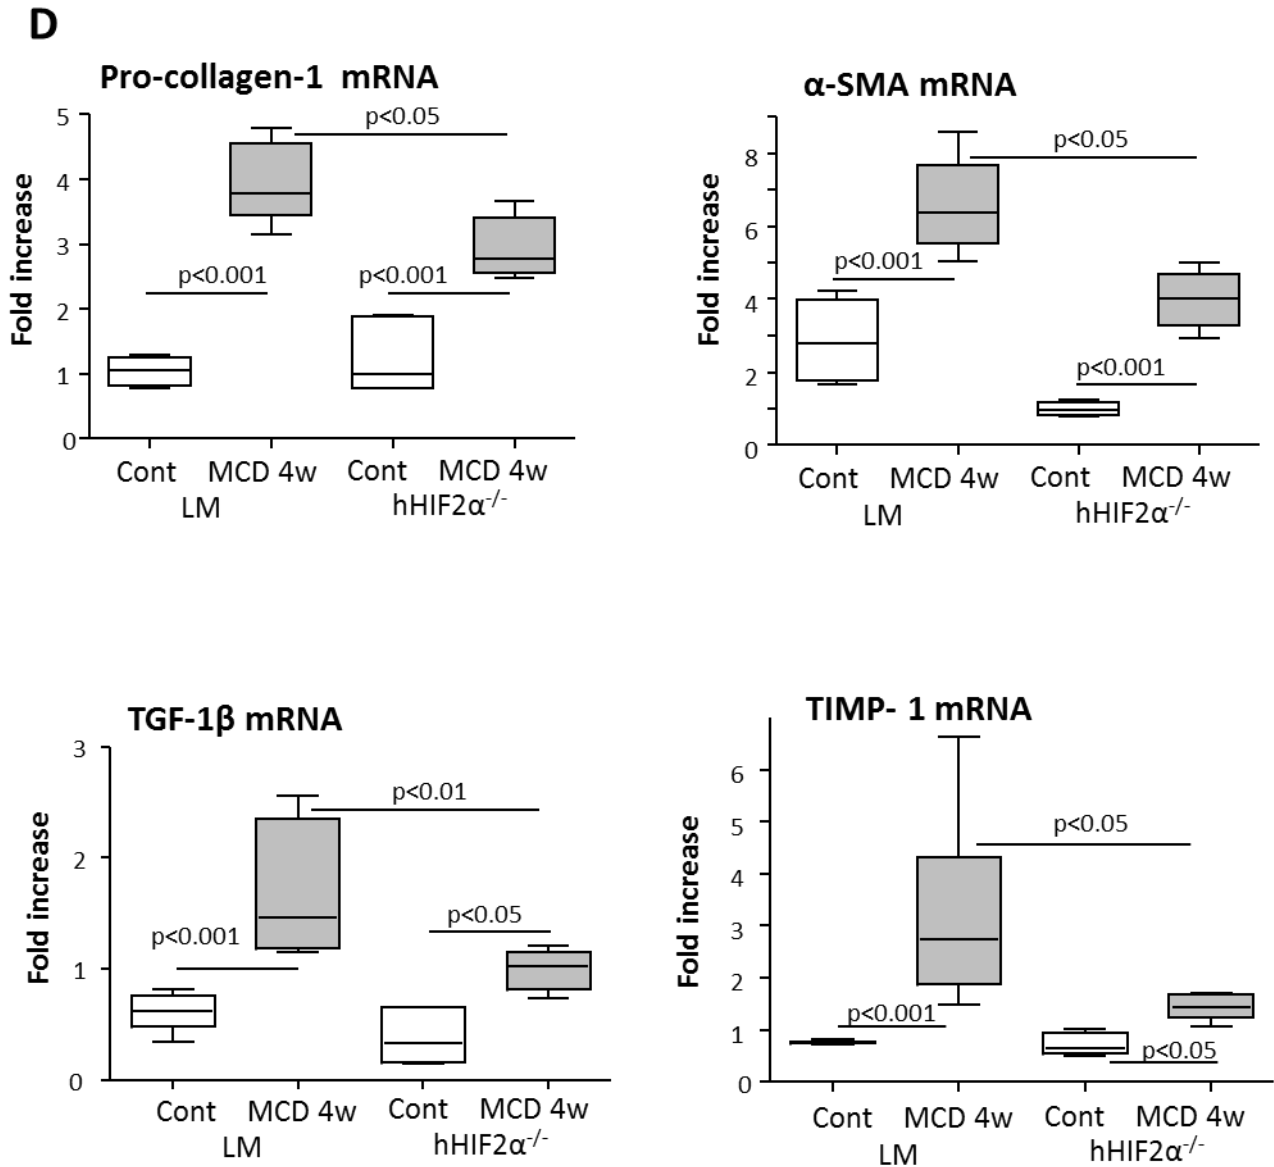 D
Pro-collagen-1 mRNA
Fold increase
5
4
3
2
1
0
p<0.05
p<0.001
p<0.001
Cont MCD 4w Cont MCD 4w
LM hHIF2α-/-
α-SMA mRNA
Fold increase
8
6
4
2
0
p<0.05
p<0.001
p<0.001
Cont MCD 4w Cont MCD 4w
LM hHIF2α-/-
TGF-1β mRNA
Fold increase
3
2
1
0
p<0.01
p<0.05
p<0.001
Cont MCD 4w Cont MCD 4w
LM hHIF2α-/-
TIMP- 1 mRNA
Fold increase
6
5
4
3
2
1
0
p<0.05
p<0.001
p<0.05
Cont MCD 4w Cont MCD 4w
LM hHIF2α-/-